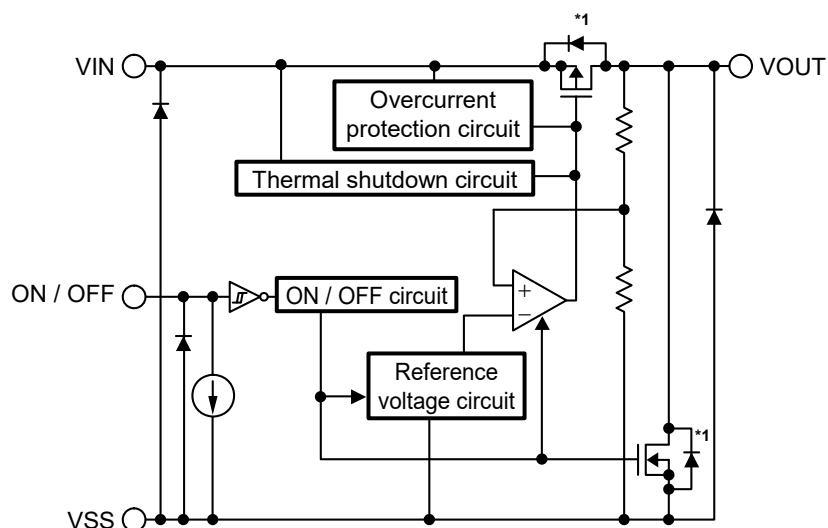 *1
VIN
VOUT
Overcurrent
protection circuit
Thermal shutdown circuit
ON / OFF
ON / OFF circuit
+
−
Reference
voltage circuit
*1
VSS